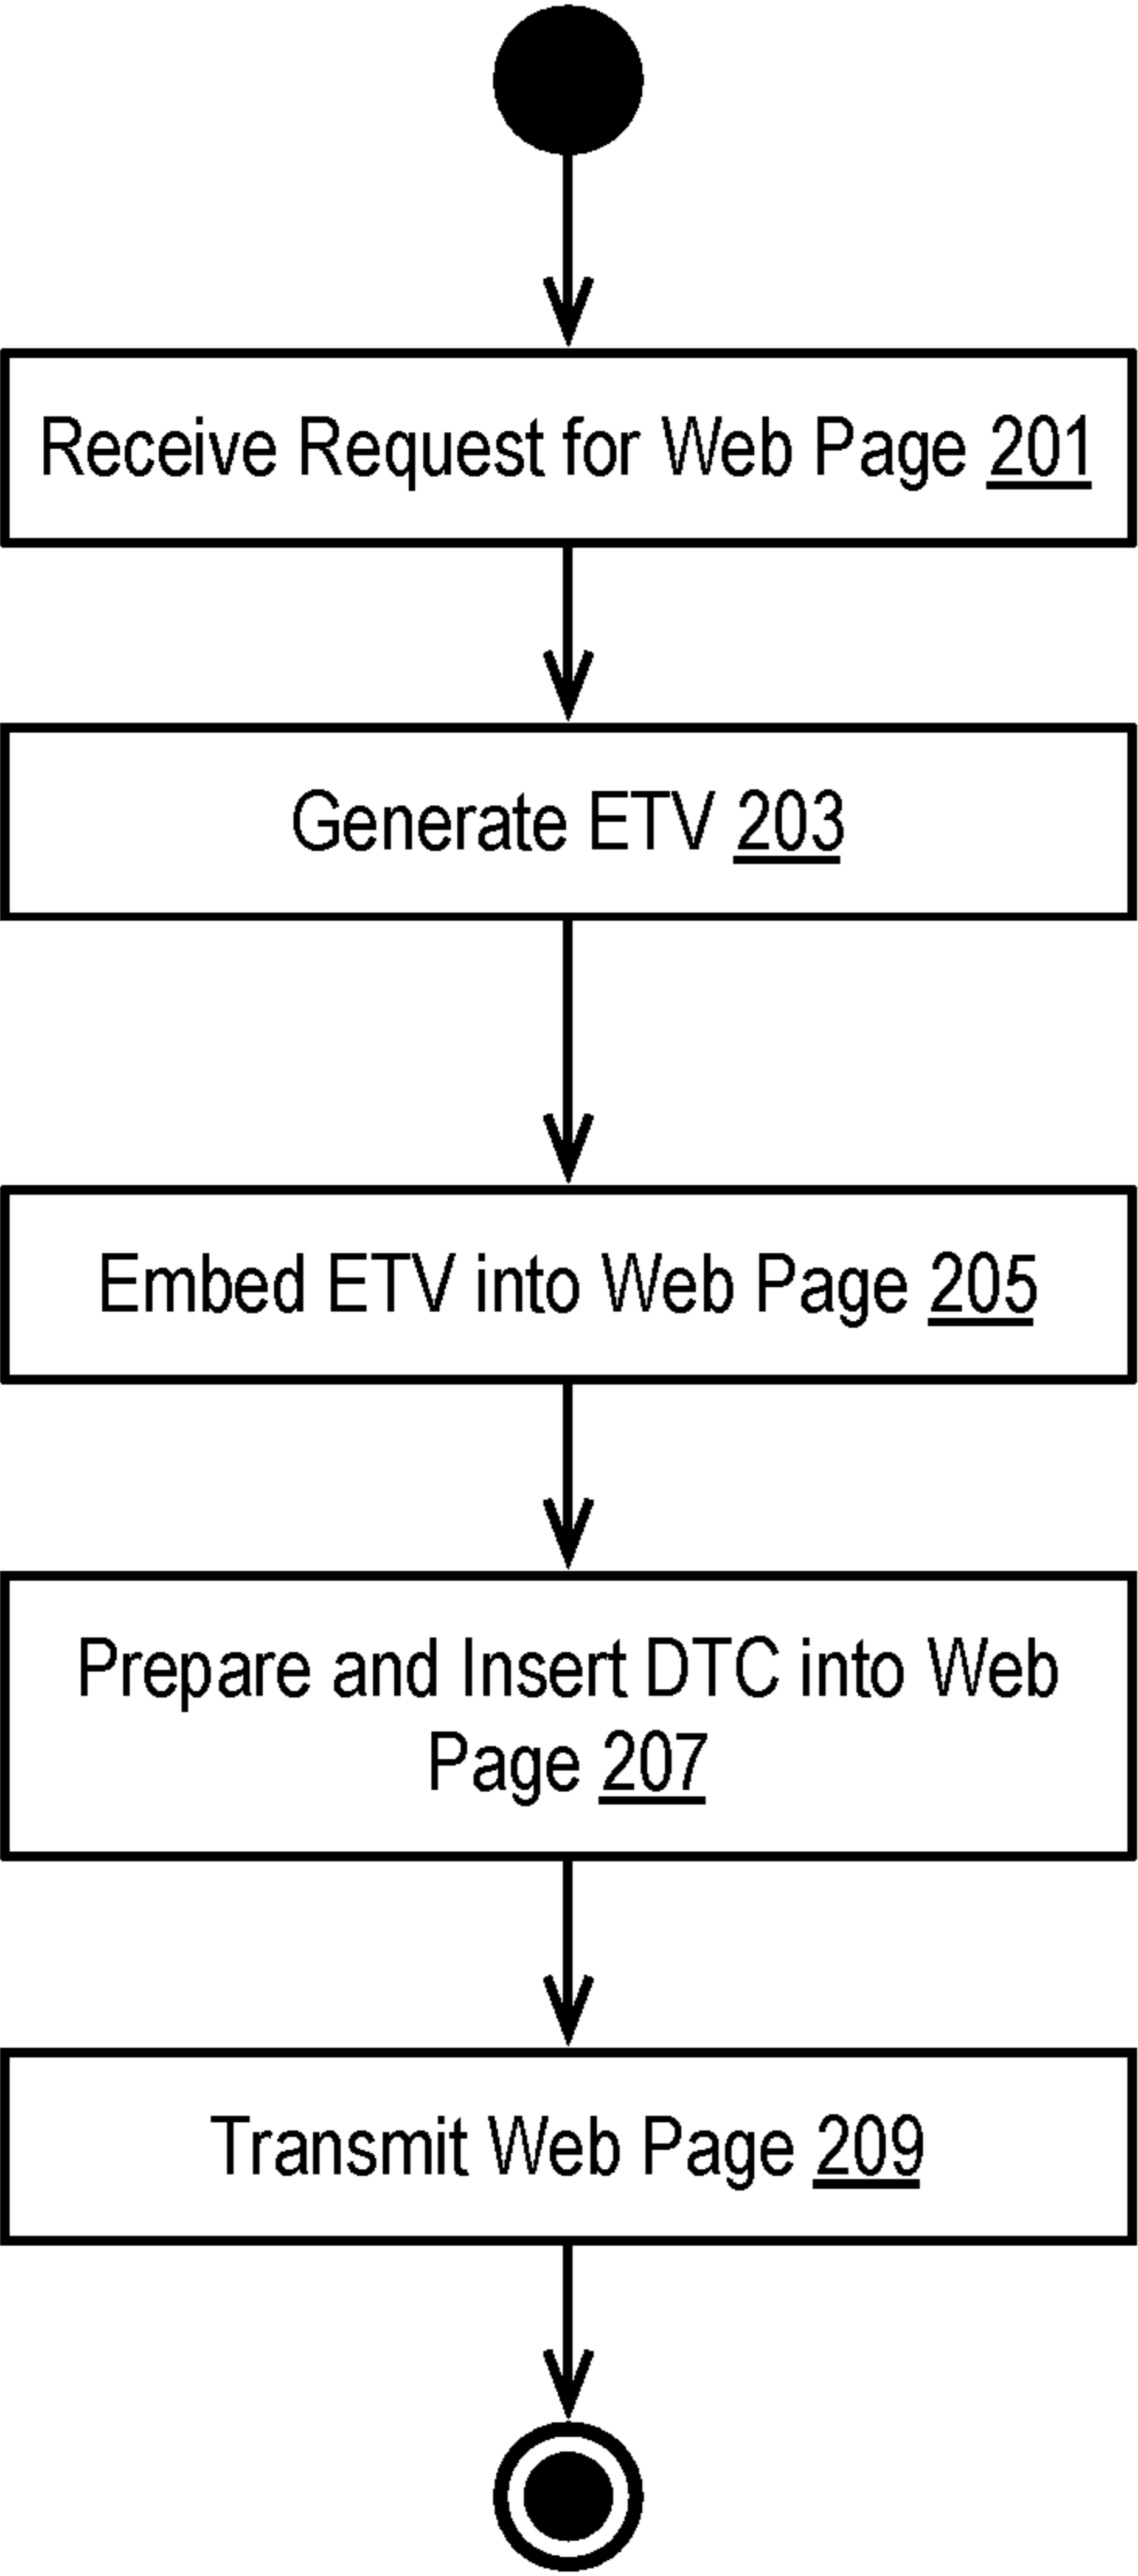 Receive Request for Web Page 201
Generate ETV 203
Embed ETV into Web Page 205
Prepare and Insert DTC into Web
Page 207
Transmit Web Page 209